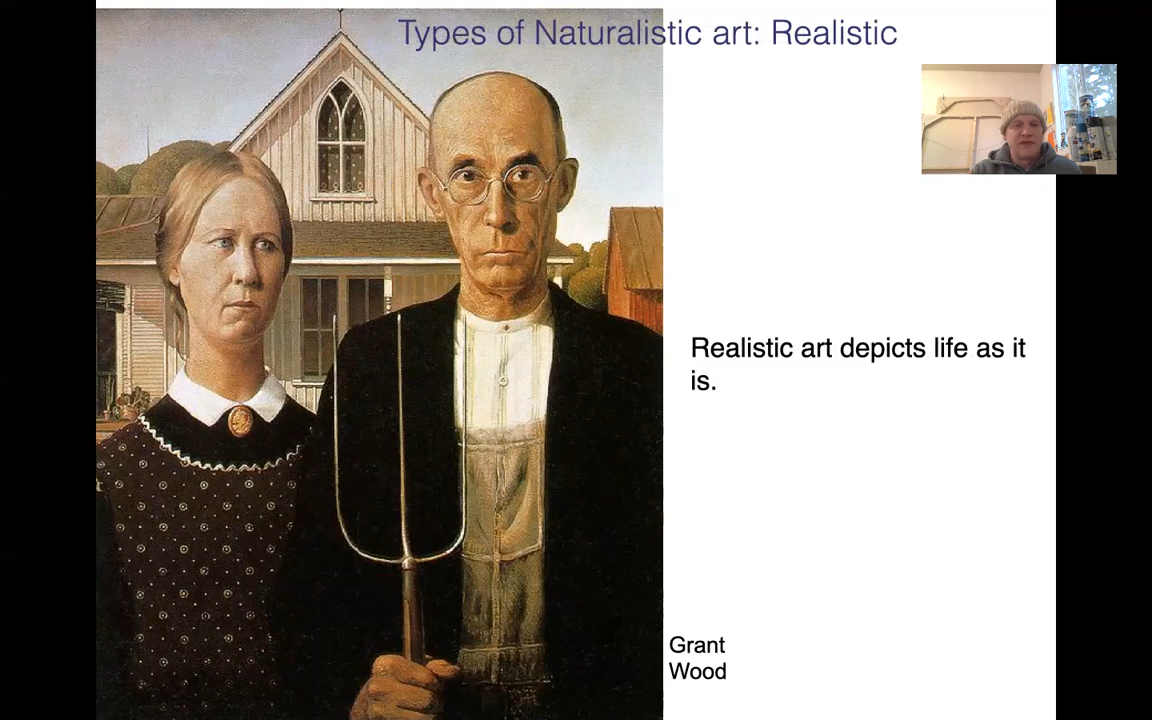 Types of Naturalistic art: Realistic
Realistic art depicts life as it
is.
Grant
Wood